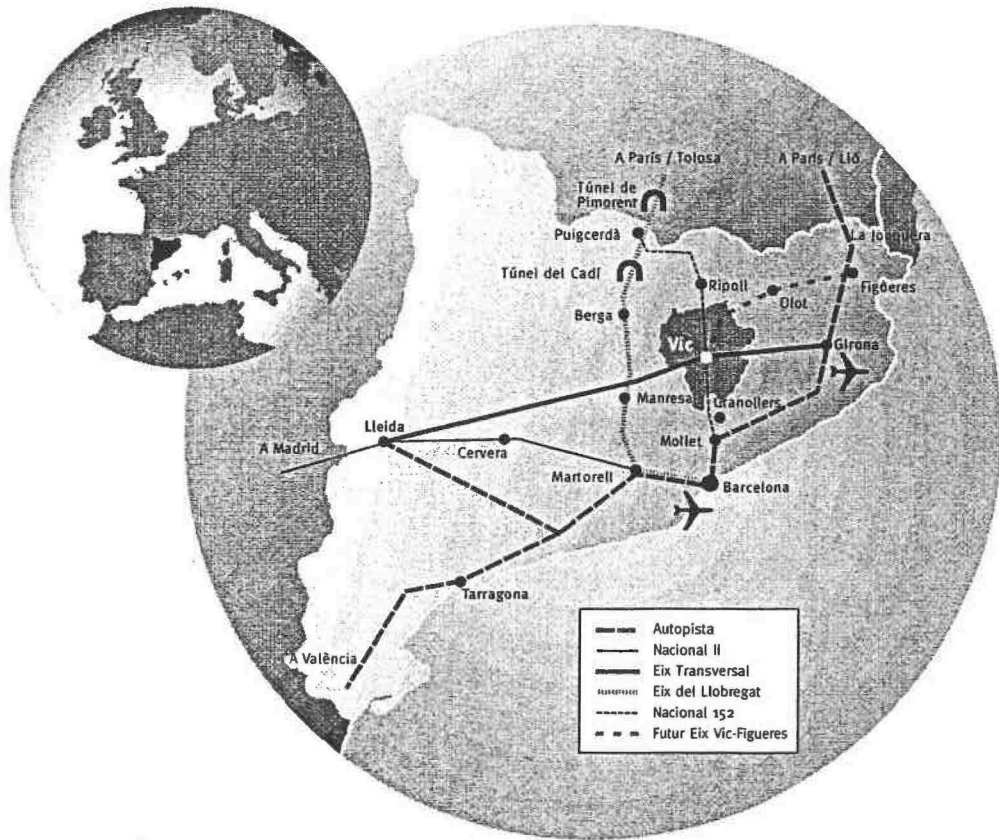 A París / Tolosa
A París / Lió
Túnel de
Pimorent
Puigcerdà
La Jonquera
Túnel del Cadí
Ripoll
Figueres
Olot
Berga
Vic
Girona
Manresa
Granollers
Lleida
Mollet
A Madrid
Cervera
Martorell
Barcelona
Tarragona
A València
Autopista
Nacional II
Eix Transversal
Eix del Llobregat
Nacional 152
Futur Eix Vic-Figueres